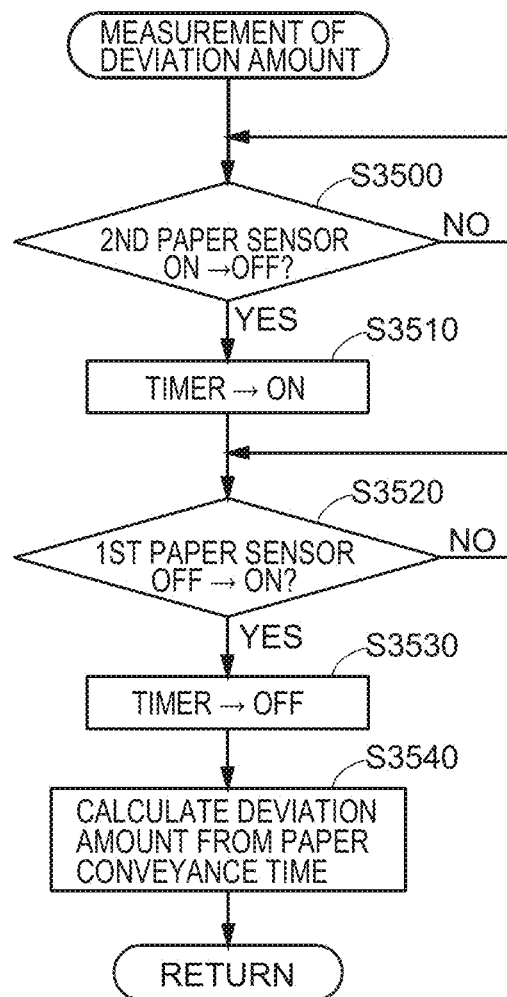 MEASUREMENT OF
DEVIATION AMOUNT
S3500
2ND PAPER SENSOR
ON → OFF?
NO
YES
S3510
TIMER → ON
S3520
1ST PAPER SENSOR
OFF → ON?
NO
YES
S3530
TIMER → OFF
S3540
CALCULATE DEVIATION
AMOUNT FROM PAPER
CONVEYANCE TIME
RETURN